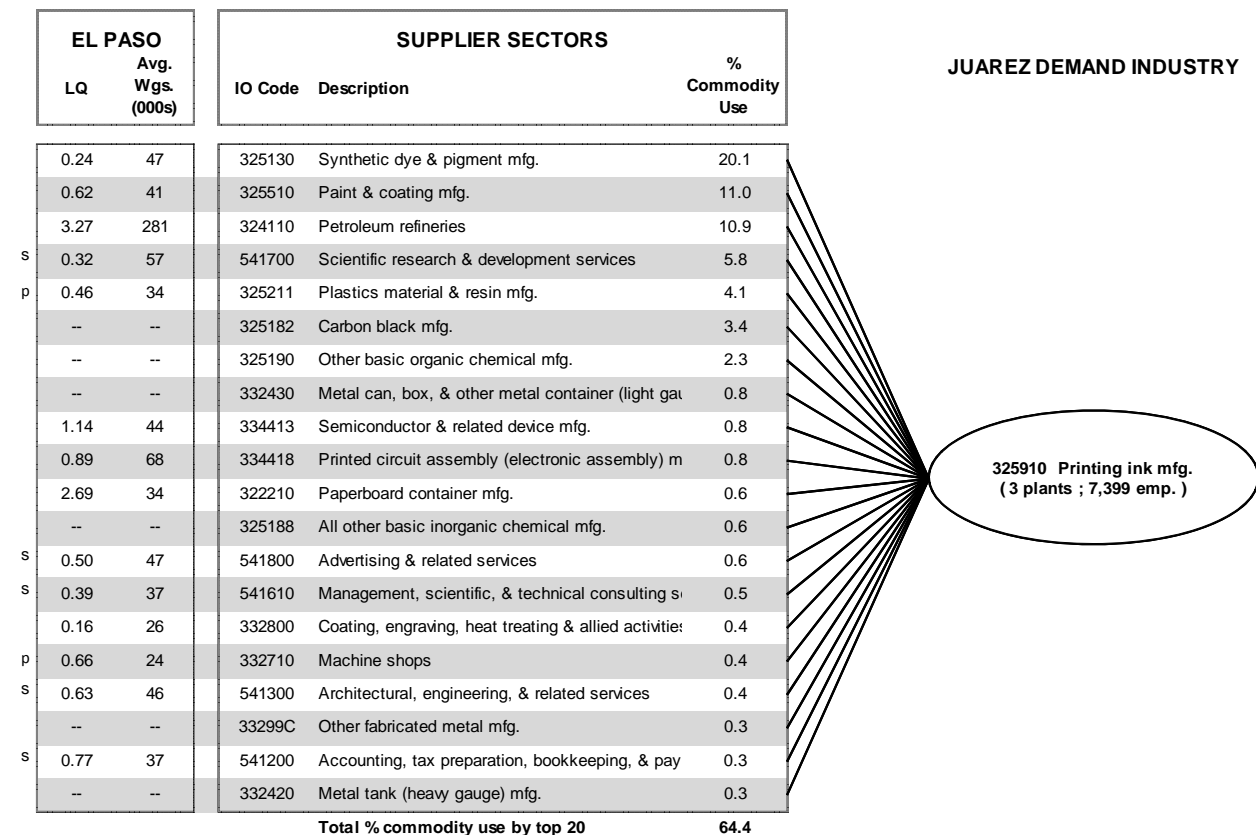 EL PASO
SUPPLIER SECTORS
JUAREZ DEMAND INDUSTRY
LQ Avg. Wgs. (000s) IO Code Description % Commodity Use
0.24 47 325130 Synthetic dye & pigment mfg. 20.1
0.62 41 325510 Paint & coating mfg. 11.0
3.27 281 324110 Petroleum refineries 10.9
s 0.32 57 541700 Scientific research & development services 5.8
p 0.46 34 325211 Plastics material & resin mfg. 4.1
-- -- 325182 Carbon black mfg. 3.4
-- -- 325190 Other basic organic chemical mfg. 2.3
-- -- 332430 Metal can, box, & other metal container (light gau 0.8
1.14 44 334413 Semiconductor & related device mfg. 0.8
0.89 68 334418 Printed circuit assembly (electronic assembly) m 0.8
2.69 34 322210 Paperboard container mfg. 0.6
-- -- 325188 All other basic inorganic chemical mfg. 0.6
s 0.50 47 541800 Advertising & related services 0.6
s 0.39 37 541610 Management, scientific, & technical consulting se 0.5
0.16 26 332800 Coating, engraving, heat treating & allied activities 0.4
p 0.66 24 332710 Machine shops 0.4
s 0.63 46 541300 Architectural, engineering, & related services 0.4
-- -- 33299C Other fabricated metal mfg. 0.3
s 0.77 37 541200 Accounting, tax preparation, bookkeeping, & pay 0.3
-- -- 332420 Metal tank (heavy gauge) mfg. 0.3
Total % commodity use by top 20 64.4
325910 Printing ink mfg.
( 3 plants ; 7,399 emp. )